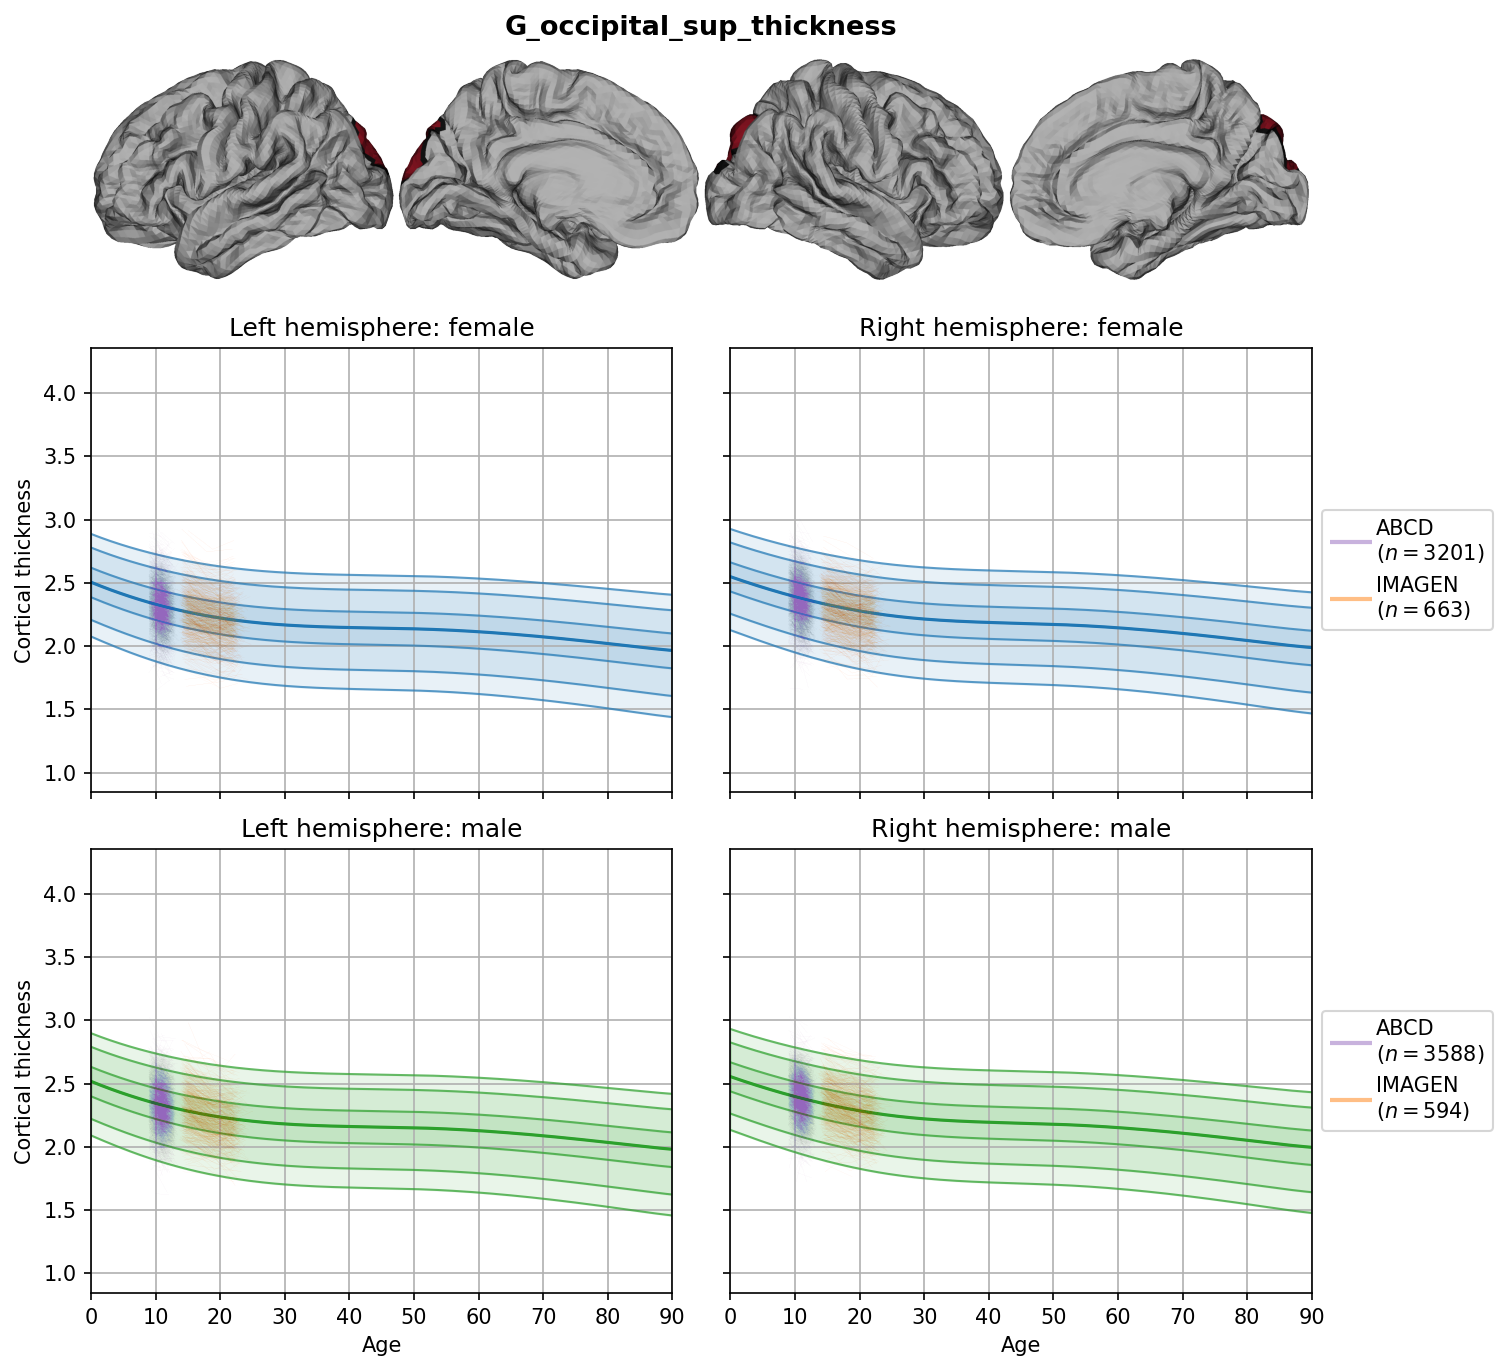 G_occipital_sup_thickness
Left hemisphere: female
Right hemisphere: female
4.0
3.5
3.0
2.5
2.0
1.5
1.0
Cortical thickness
ABCD
(n = 3201)
IMAGEN
(n = 663)
Left hemisphere: male
Right hemisphere: male
4.0
3.5
3.0
2.5
2.0
1.5
1.0
Cortical thickness
ABCD
(n = 3588)
IMAGEN
(n = 594)
0 10 20 30 40 50 60 70 80 90
0 10 20 30 40 50 60 70 80 90
Age
Age